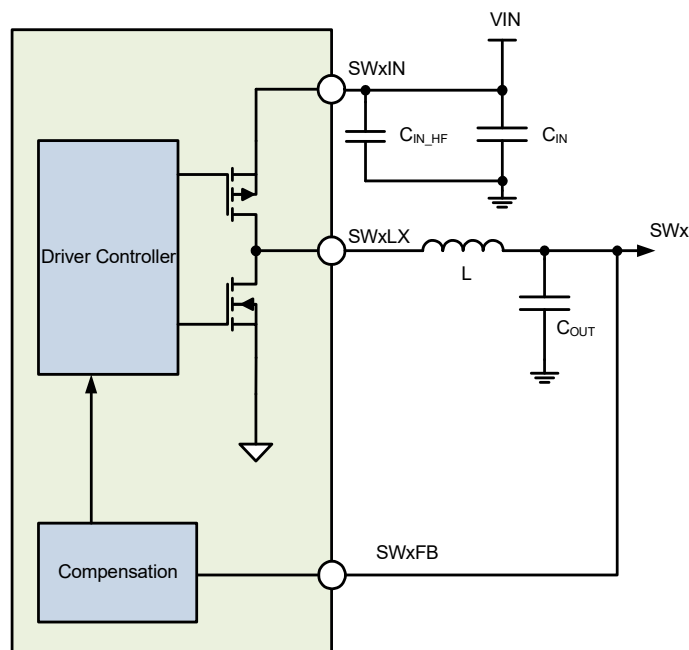 VIN
SWxIN
C_IN_HF
C_IN
Driver Controller
SWxLX
SWx
L
C_OUT
SWxFB
Compensation